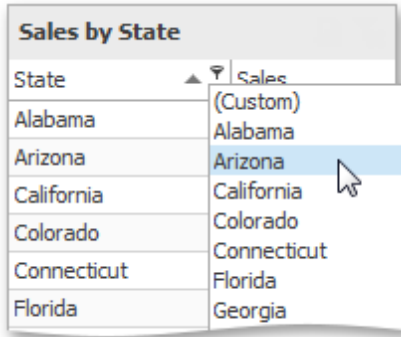 Sales by State
State Sales
Alabama
Arizona
California
Colorado
Connecticut
Florida
(Custom)
Alabama
Arizona
California
Colorado
Connecticut
Florida
Georgia